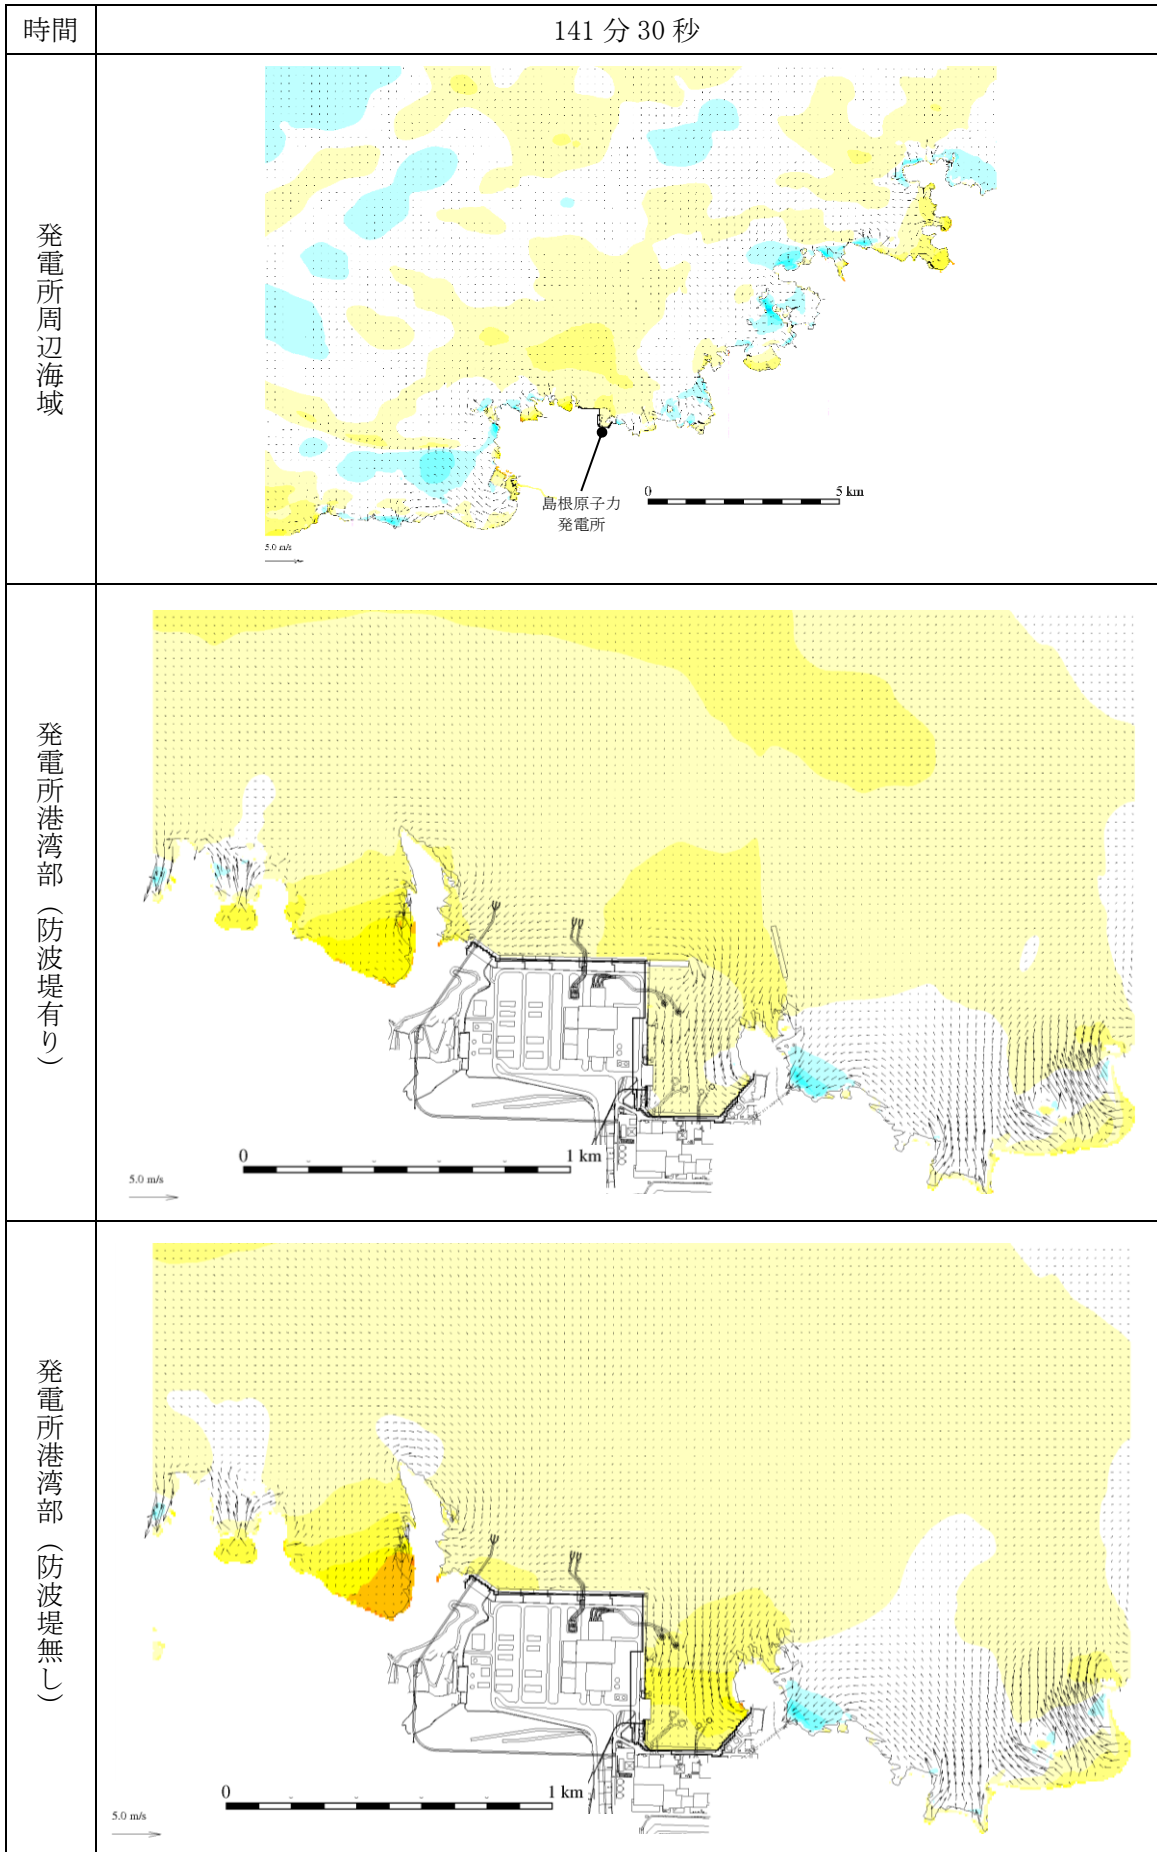 時間
141 分 30 秒
発電所周辺海域
島根原子力
発電所
0 5 km
5.0 m/s
発電所港湾部（防波堤有り）
0 1 km
5.0 m/s
発電所港湾部（防波堤無し）
0 1 km
5.0 m/s